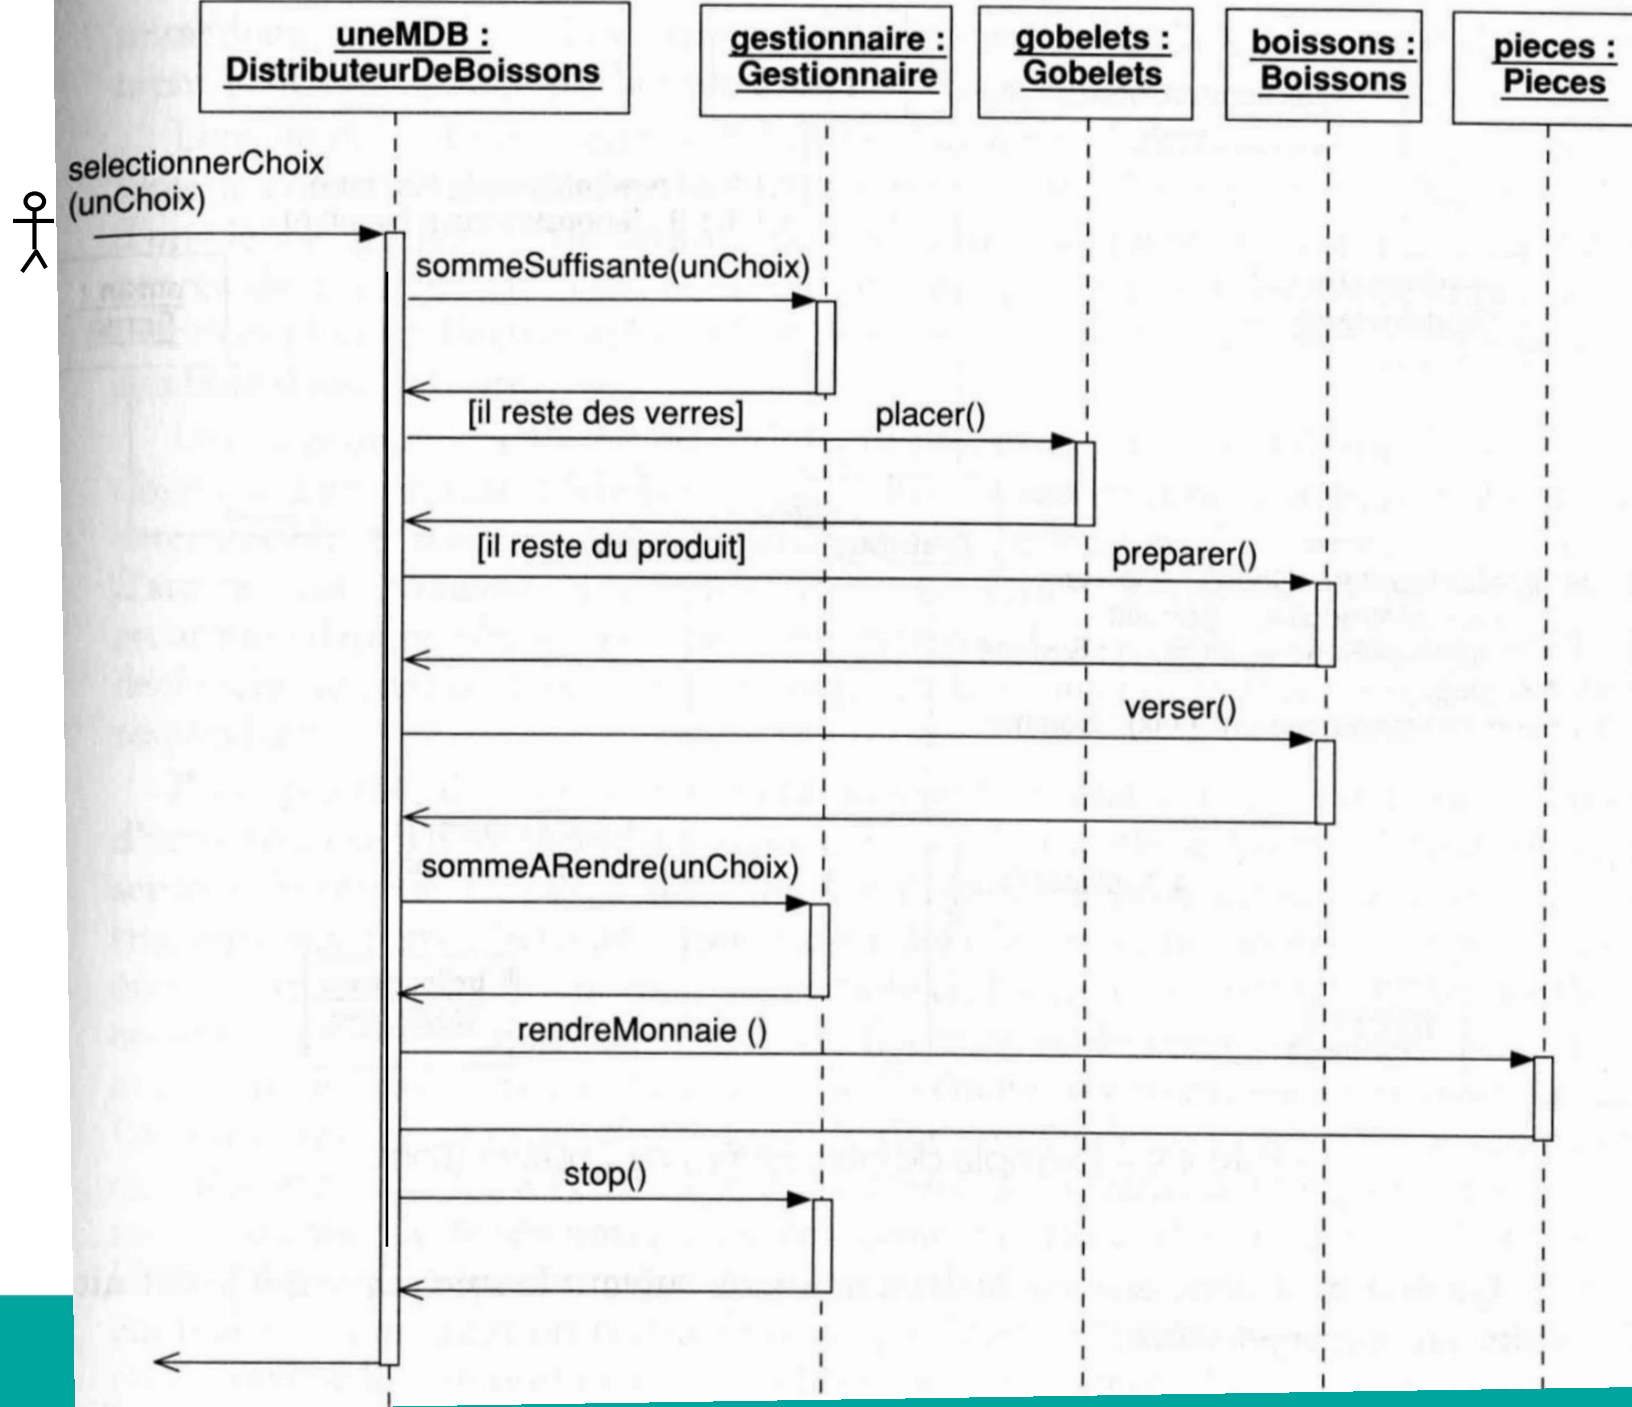 uneMDB :
DistributeurDeBoissons
gestionnaire :
Gestionnaire
gobelets :
Gobelets
boissons :
Boissons
pieces :
Pieces
selectionnerChoix
(unChoix)
sommeSuffisante(unChoix)
[il reste des verres] placer()
[il reste du produit] preparer()
verser()
sommeARendre(unChoix)
rendreMonnaie ()
stop()